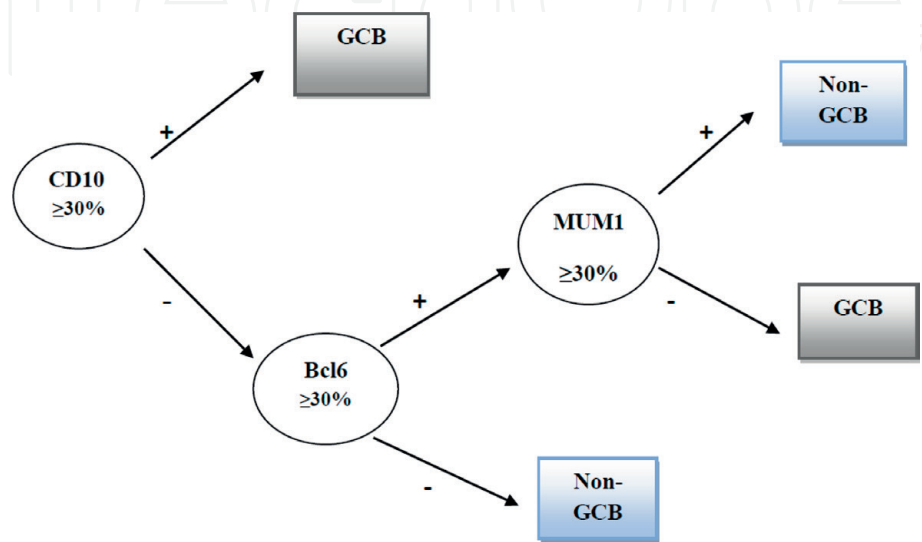 GCB
+
CD10
≥30%
-
Non-
GCB
+
MUM1
≥30%
-
GCB
+
Bcl6
≥30%
-
Non-
GCB